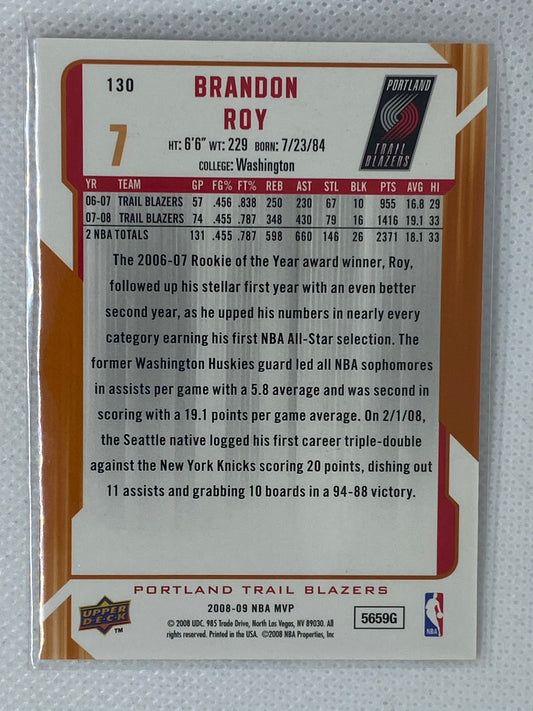 130
BRANDON
ROY
7
HT: 6'6" WT: 229 BORN: 7/23/84
COLLEGE: Washington
PORTLAND
TRAIL
BLAZERS
YR TEAM GP FG% FT% REB AST STL BLK PTS AVG HI
06-07 TRAIL BLAZERS 57 .456 .838 250 230 67 10 955 16.8 29
07-08 TRAIL BLAZERS 74 .455 .787 348 430 79 16 1416 19.1 33
2 NBA TOTALS 131 .455 .787 598 660 146 26 2371 18.1 33
The 2006-07 Rookie of the Year award winner, Roy,
followed up his stellar first year with an even better
second year, as he upped his numbers in nearly every
category earning his first NBA All-Star selection. The
former Washington Huskies guard led all NBA sophomores
in assists per game with a 5.8 average and was second in
scoring with a 19.1 points per game average. On 2/1/08,
the Seattle native logged his first career triple-double
against the New York Knicks scoring 20 points, dishing out
11 assists and grabbing 10 boards in a 94-88 victory.
PORTLAND TRAIL BLAZERS
2008-09 NBA MVP
UPPER
DECK
TM
© 2008 UDC. 985 Trade Drive, North Las Vegas, NV 89030. All
rights reserved. Printed in the USA. ©2008 NBA Properties, Inc
5659G
NBA